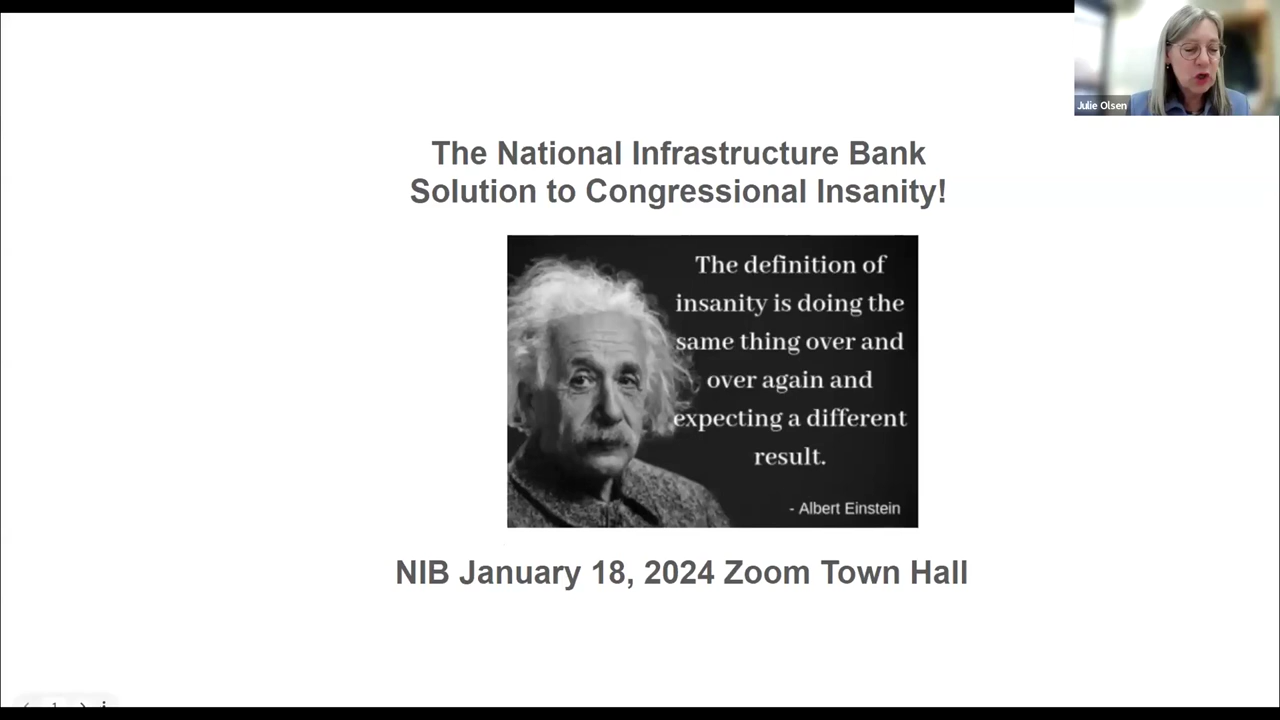 Julie Olsen
The National Infrastructure Bank
Solution to Congressional Insanity!
The definition of
insanity is doing the
same thing over and
over again and
expecting a different
result.
- Albert Einstein
NIB January 18, 2024 Zoom Town Hall
1